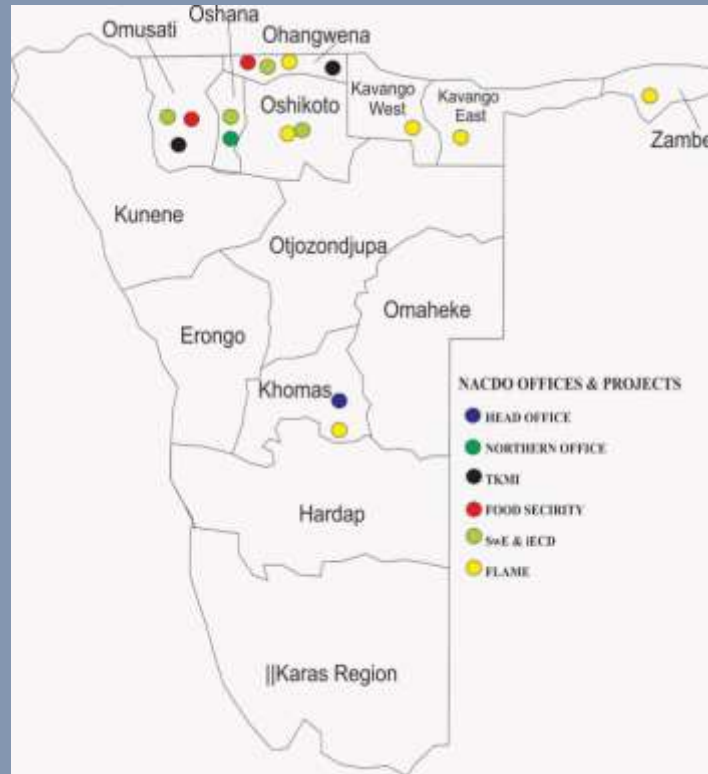 Oshana
Omusati
Ohangwena
Oshikoto
Kavango
West
Kavango
East
Zambe
Kunene
Otjozondjupa
Omaheke
Erongo
Khomas
NACDO OFFICES & PROJECTS
HEAD OFFICE
NORTHERN OFFICE
TKMI
FOOD SECIRITY
SwE & iECD
FLAME
Hardap
||Karas Region